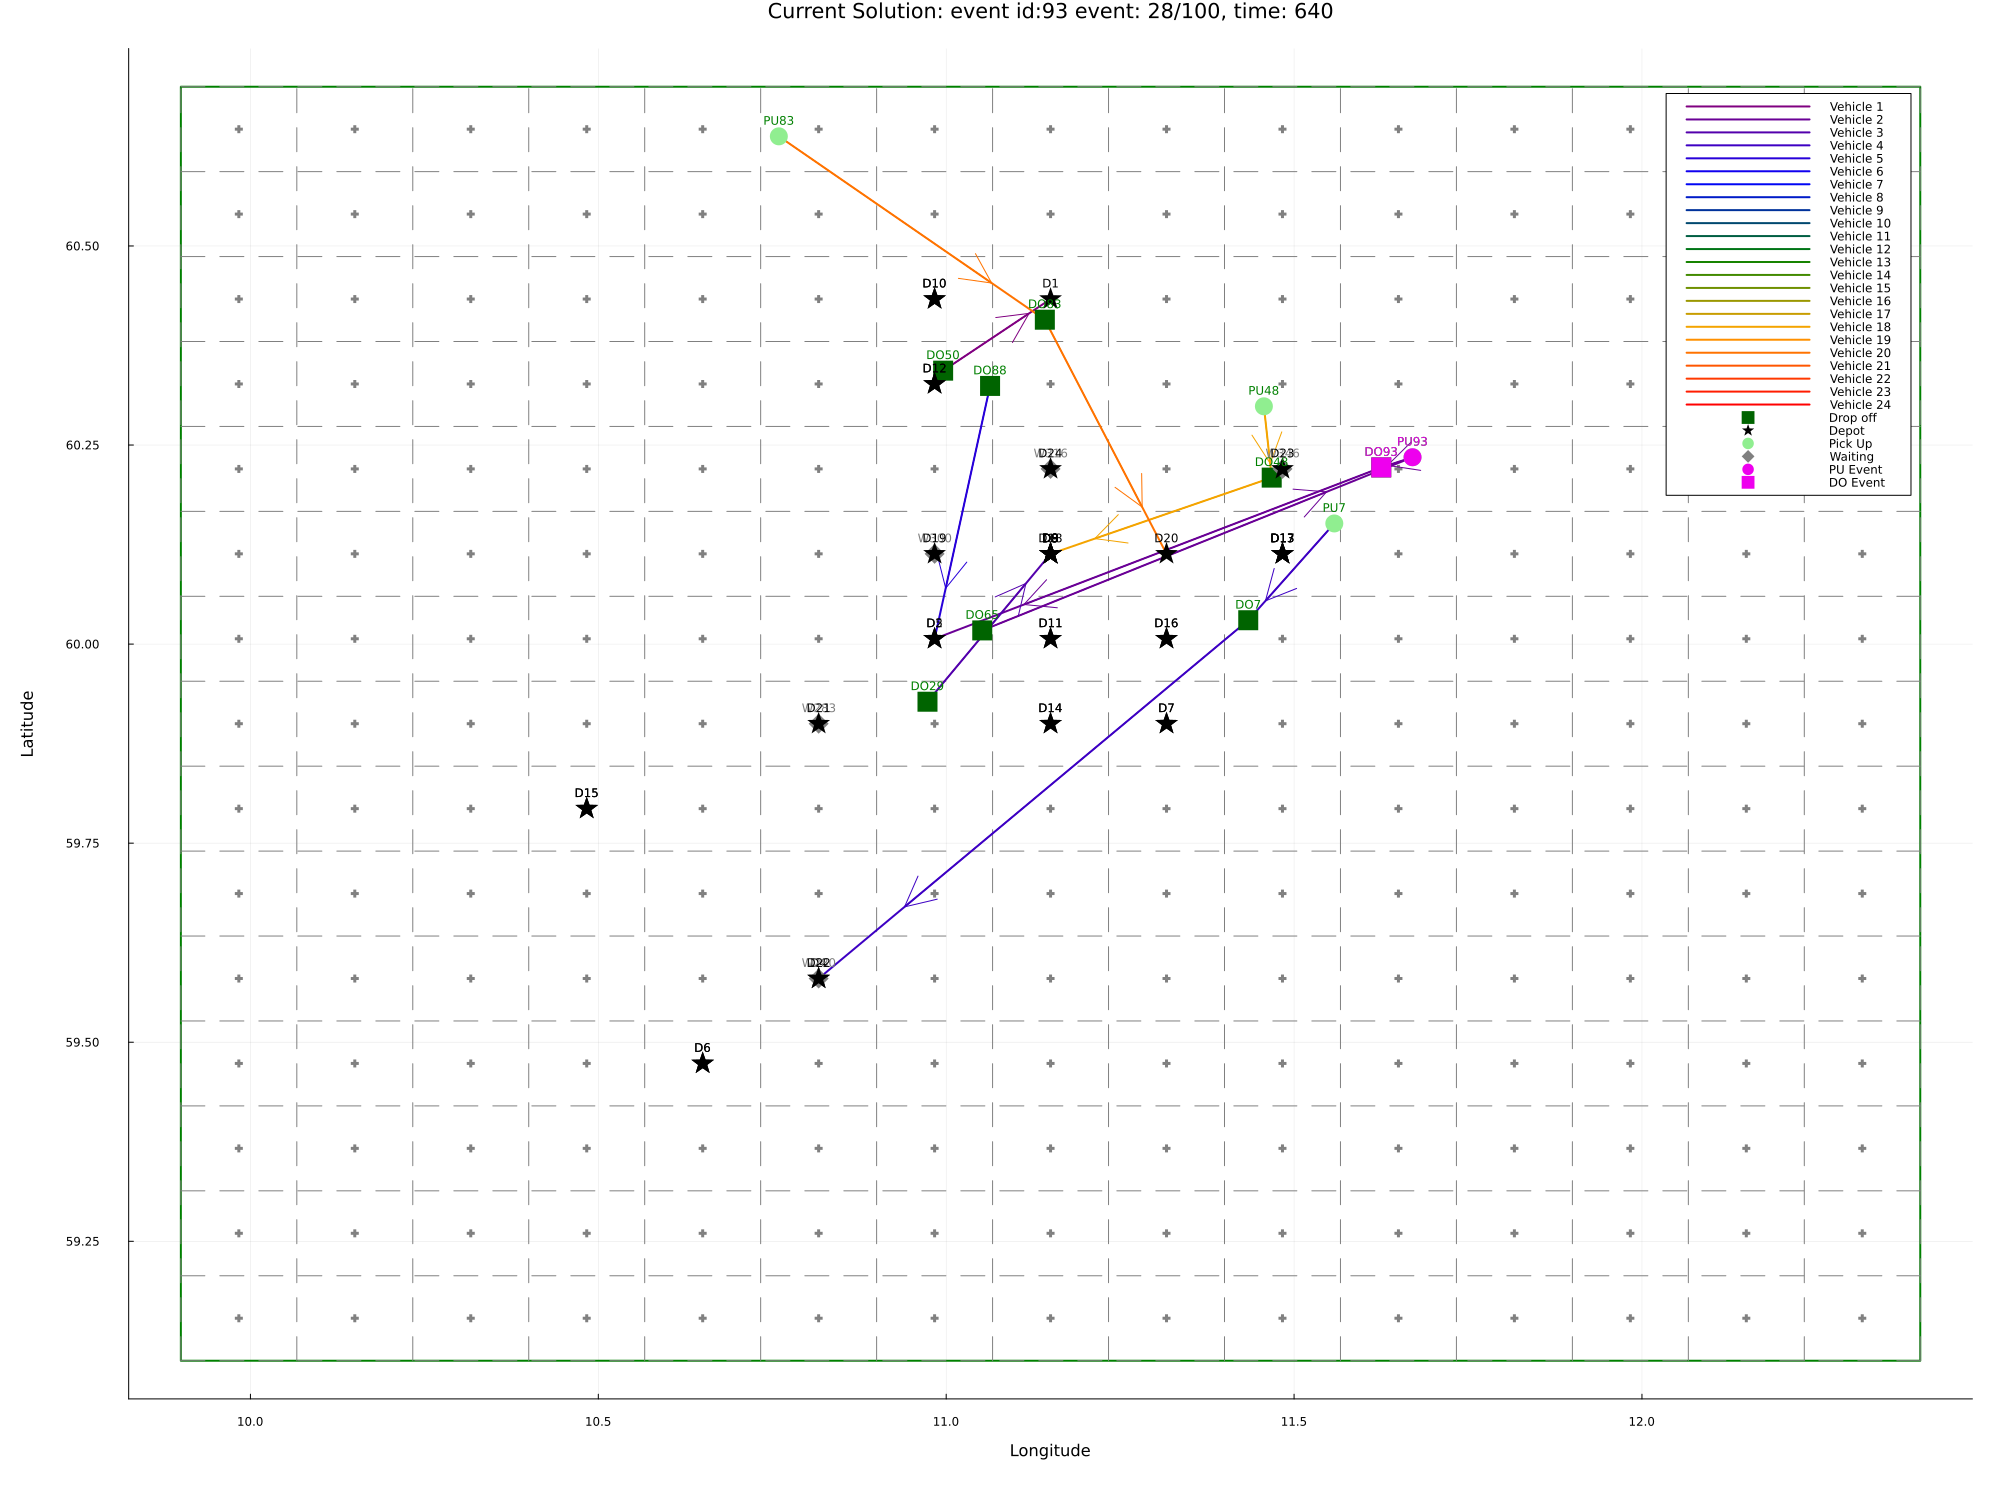 Current Solution: event id:93 event: 28/100, time: 640
PU83
Vehicle 1
Vehicle 2
Vehicle 3
Vehicle 4
Vehicle 5
Vehicle 6
Vehicle 7
Vehicle 8
Vehicle 9
Vehicle 10
Vehicle 11
Vehicle 12
Vehicle 13
Vehicle 14
Vehicle 15
Vehicle 16
Vehicle 17
Vehicle 18
Vehicle 19
Vehicle 20
Vehicle 21
Vehicle 22
Vehicle 23
Vehicle 24
Drop off
Depot
Pick Up
Waiting
PU Event
DO Event
60.50
D10
D1
DO50
D12
DO88
PU48
60.25
PU93
DO93
D24
D23
PU7
D19
D20
DO65
DO7
60.00
D11
D16
DO29
D21
D14
D7
D15
59.75
D22
59.50
D6
59.25
10.0
10.5
11.0
11.5
12.0
Longitude
Latitude